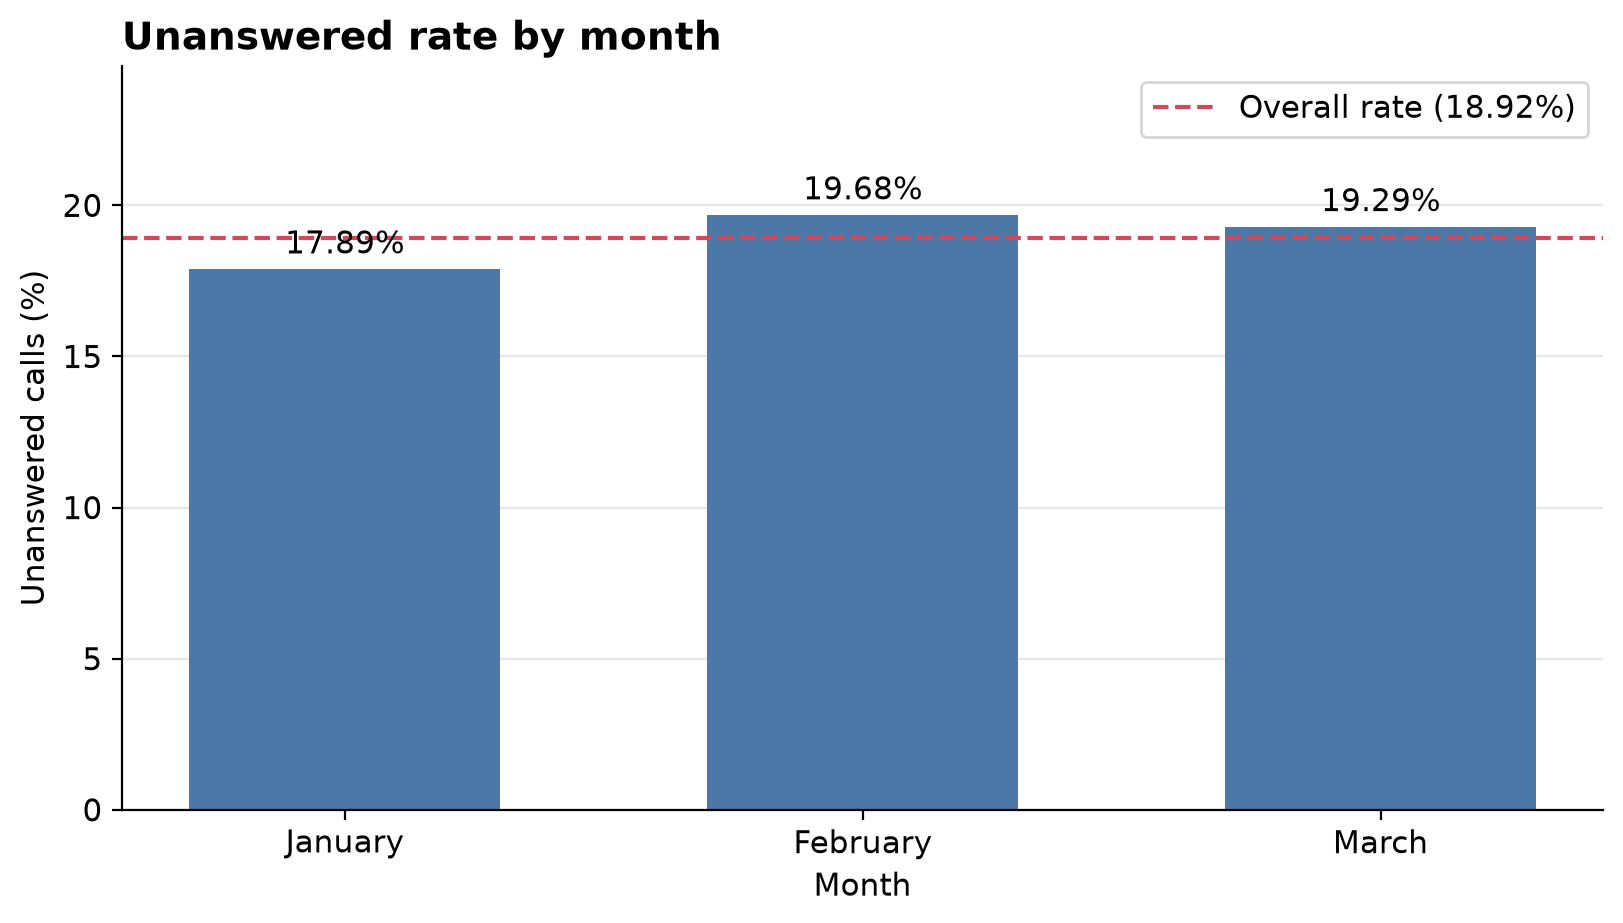 Unanswered rate by month
Overall rate (18.92%)
Unanswered calls (%)
20
15
10
5
0
17.89%
19.68%
19.29%
January
February
March
Month